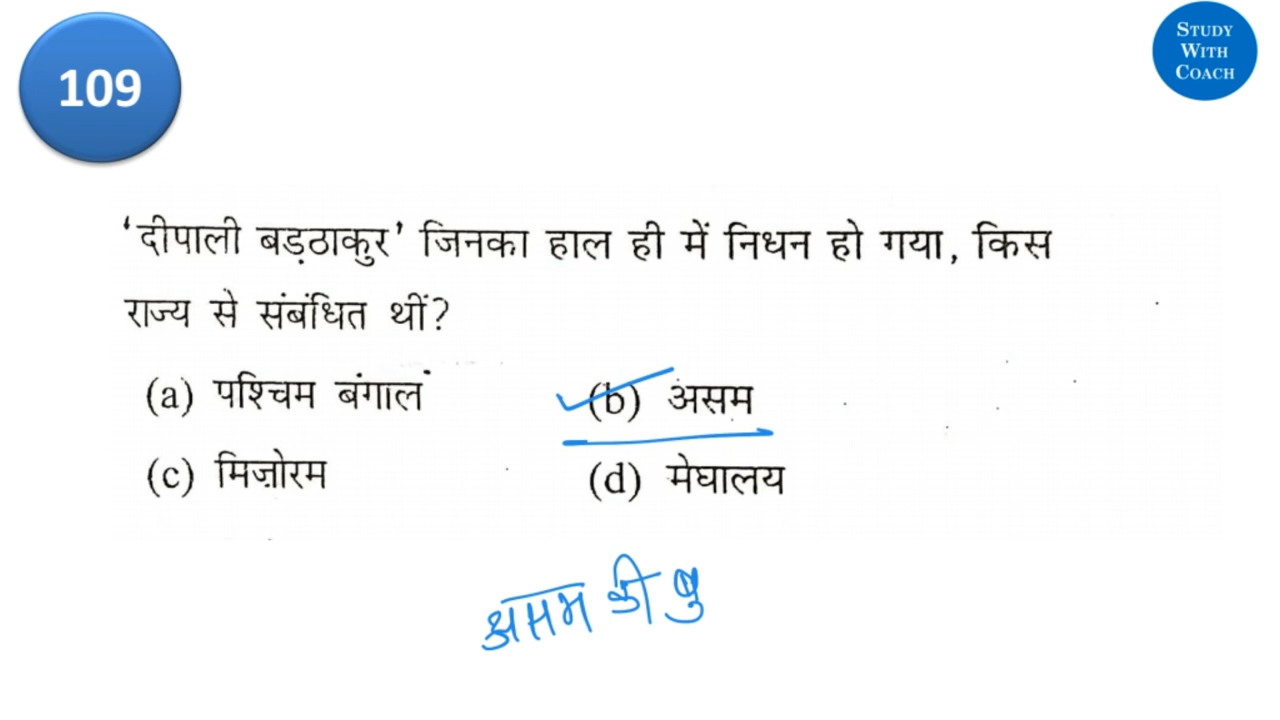 109
STUDY
WITH
COACH
‘दीपाली बड़ठाकुर’ जिनका हाल ही में निधन हो गया, किस
राज्य से संबंधित थीं?
(a) पश्चिम बंगाल
(b) असम
(c) मिज़ोरम
(d) मेघालय
असम की बु